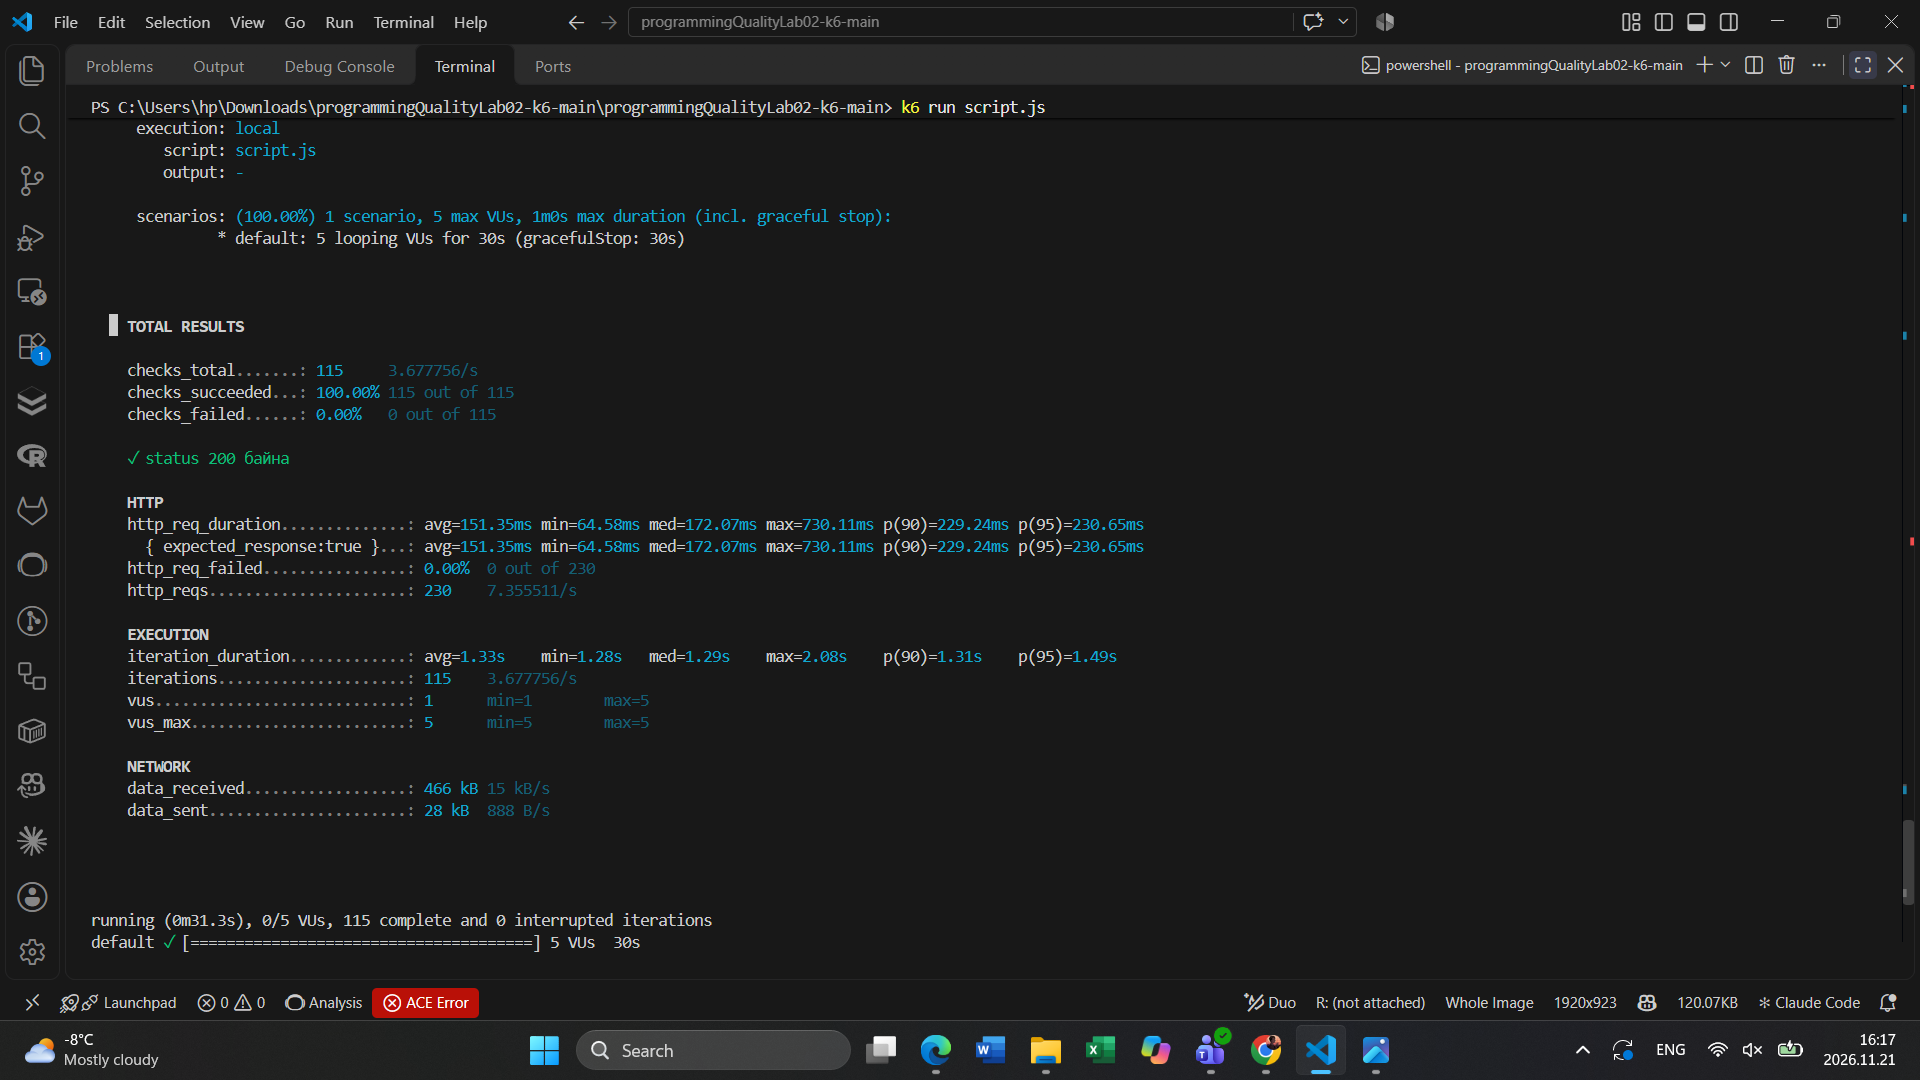 File Edit Selection View Go Run Terminal Help
programmingQualityLab02-k6-main
Problems Output Debug Console Terminal Ports
powershell - programmingQualityLab02-k6-main
PS C:\Users\hp\Downloads\programmingQualityLab02-k6-main\programmingQualityLab02-k6-main> k6 run script.js
execution: local
script: script.js
output: -
scenarios: (100.00%) 1 scenario, 5 max VUs, 1m0s max duration (incl. graceful stop):
* default: 5 looping VUs for 30s (gracefulStop: 30s)
TOTAL RESULTS
checks_total.......: 115 3.677756/s
checks_succeeded...: 100.00% 115 out of 115
checks_failed......: 0.00% 0 out of 115
✓ status 200 байна
HTTP
http_req_duration..............: avg=151.35ms min=64.58ms med=172.07ms max=730.11ms p(90)=229.24ms p(95)=230.65ms
{ expected_response:true }...: avg=151.35ms min=64.58ms med=172.07ms max=730.11ms p(90)=229.24ms p(95)=230.65ms
http_req_failed................: 0.00% 0 out of 230
http_reqs......................: 230 7.355511/s
EXECUTION
iteration_duration.............: avg=1.33s min=1.28s med=1.29s max=2.08s p(90)=1.31s p(95)=1.49s
iterations.....................: 115 3.677756/s
vus............................: 1 min=1 max=5
vus_max........................: 5 min=5 max=5
NETWORK
data_received..................: 466 kB 15 kB/s
data_sent......................: 28 kB 888 B/s
running (0m31.3s), 0/5 VUs, 115 complete and 0 interrupted iterations
default ✓ [======================================] 5 VUs 30s
1
Launchpad 0 0 Analysis ACE Error
Duo R: (not attached) Whole Image 1920x923 120.07KB Claude Code
-8°C
Mostly cloudy
Search
ENG
16:17
2026.11.21